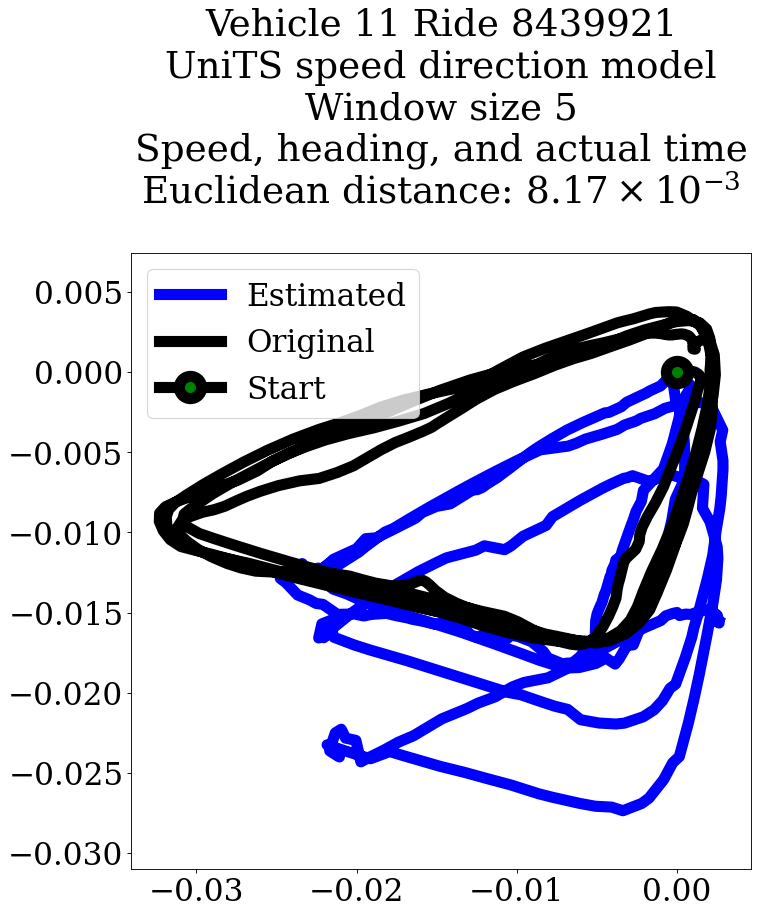 Vehicle 11 Ride 8439921
UniTS speed direction model
Window size 5
Speed, heading, and actual time
Euclidean distance: 8.17 × 10⁻³
Estimated
Original
Start
0.005
0.000
−0.005
−0.010
−0.015
−0.020
−0.025
−0.030
−0.03 −0.02 −0.01 0.00